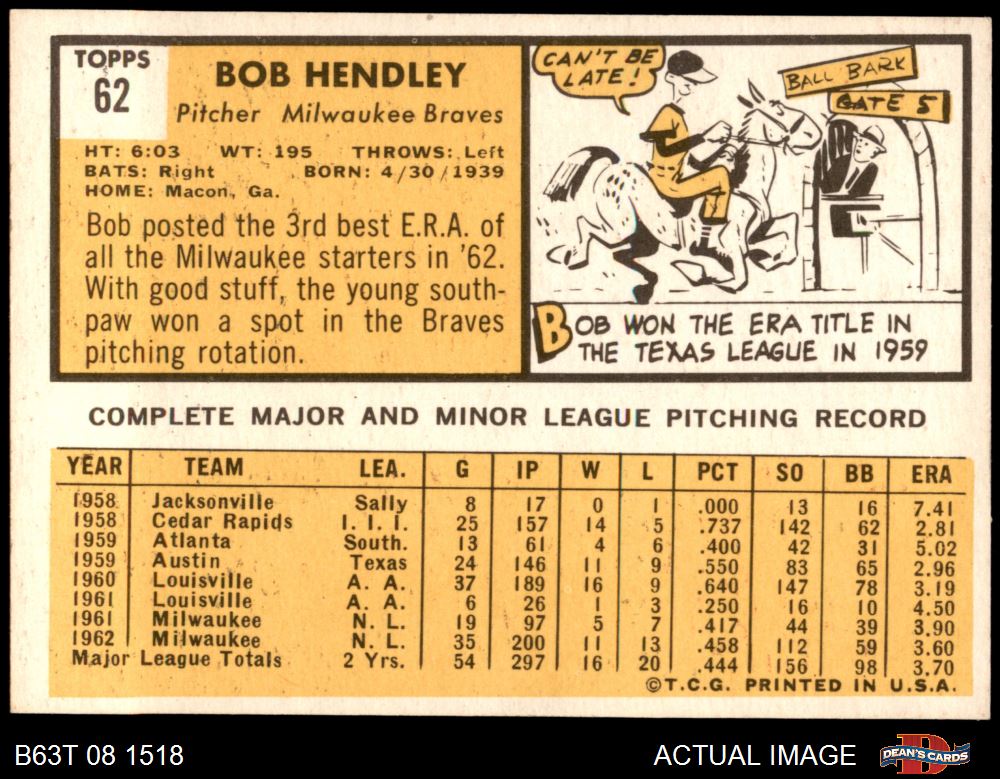 TOPPS
62
BOB HENDLEY
Pitcher Milwaukee Braves
HT: 6:03 WT: 195 THROWS: Left
BATS: Right BORN: 4/30/1939
HOME: Macon, Ga.
Bob posted the 3rd best E.R.A. of
all the Milwaukee starters in '62.
With good stuff, the young south-
paw won a spot in the Braves
pitching rotation.
CAN'T BE
LATE!
BALL BARK
GATE 5
BOB WON THE ERA TITLE IN
THE TEXAS LEAGUE IN 1959
COMPLETE MAJOR AND MINOR LEAGUE PITCHING RECORD
YEAR TEAM LEA. G IP W L PCT SO BB ERA
1958 Jacksonville Sally 8 17 0 1 .000 13 16 7.41
1958 Cedar Rapids I. I. I. 25 157 14 5 .737 142 62 2.81
1959 Atlanta South. 13 61 4 6 .400 42 31 5.02
1959 Austin Texas 24 146 11 9 .550 83 65 2.96
1960 Louisville A. A. 37 189 16 9 .640 147 78 3.19
1961 Louisville A. A. 6 26 1 3 .250 16 10 4.50
1961 Milwaukee N. L. 19 97 5 7 .417 44 39 3.90
1962 Milwaukee N. L. 35 200 11 13 .458 112 59 3.60
Major League Totals 2 Yrs. 54 297 16 20 .444 156 98 3.70
©T.C.G. PRINTED IN U.S.A.
B63T 08 1518 ACTUAL IMAGE DEAN'S CARDS